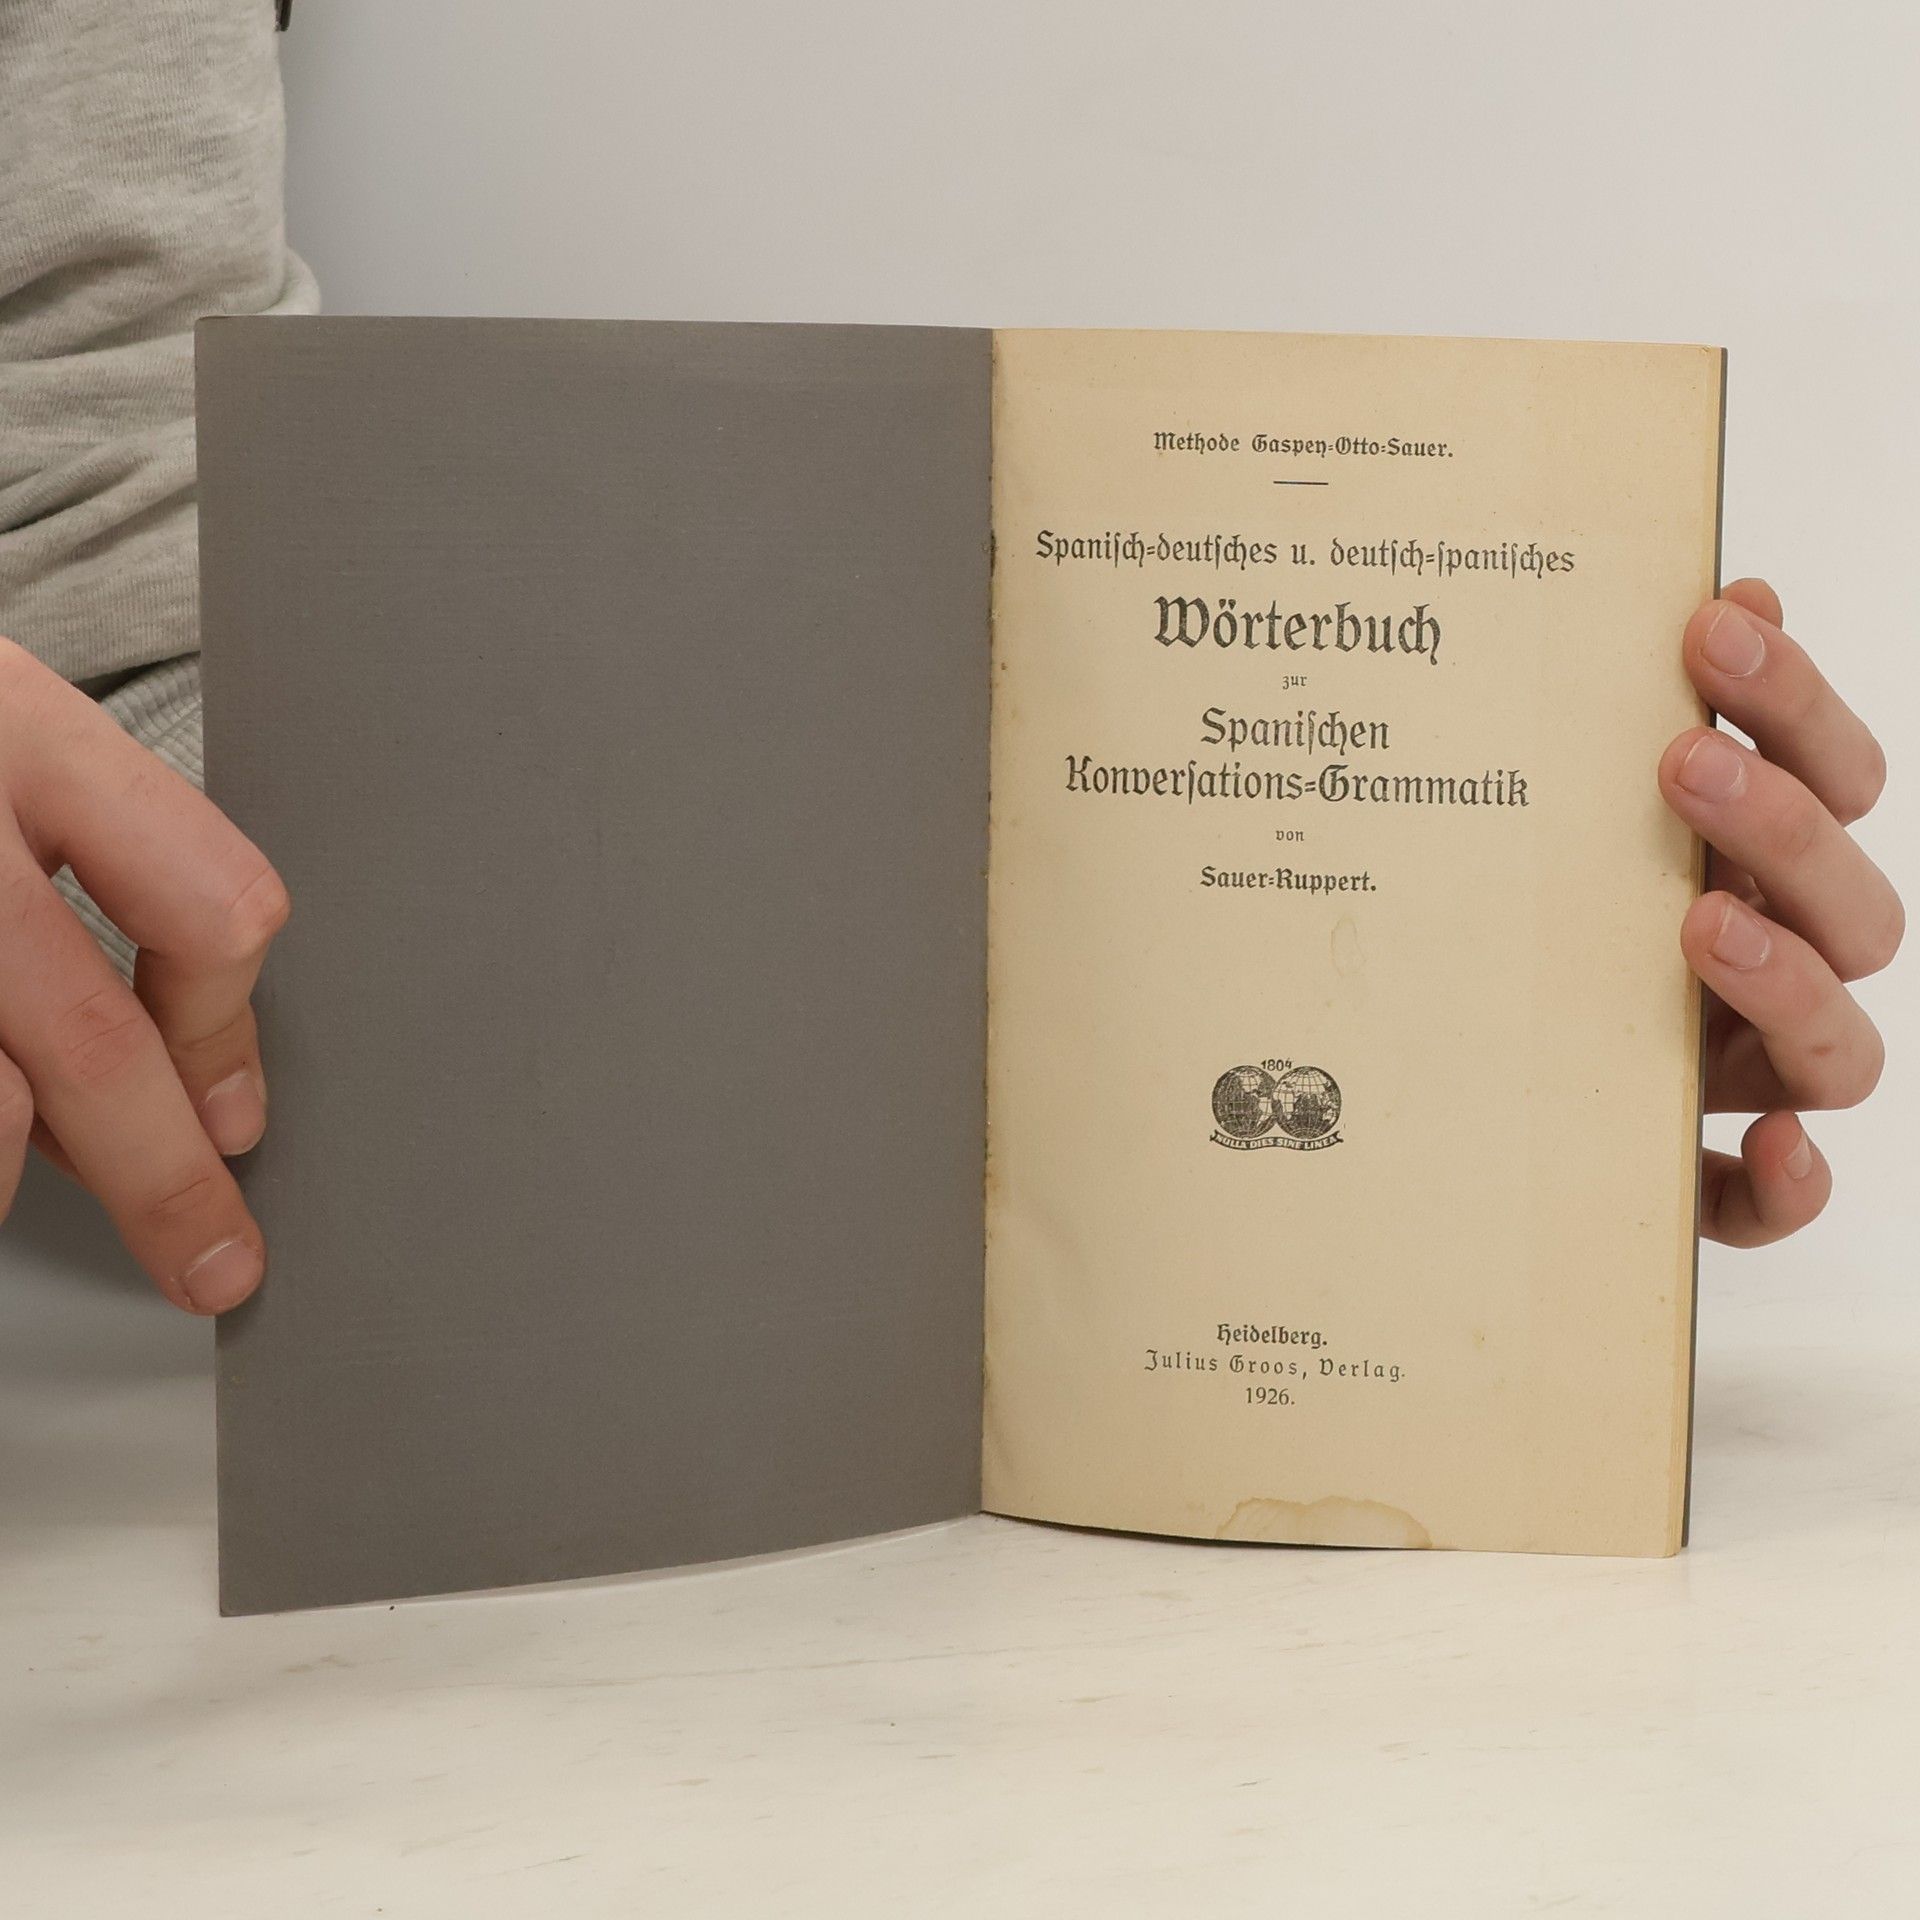 Methode Gaspey=Otto=Sauer.
Spaniſch=deutſches u. deutſch=ſpaniſches
Wörterbuch
zur
Spaniſchen
Konverſations=Grammatik
von
Sauer=Ruppert.
1804
NULLA DIES SINE LINEA
Heidelberg.
Julius Groos, Verlag.
1926.